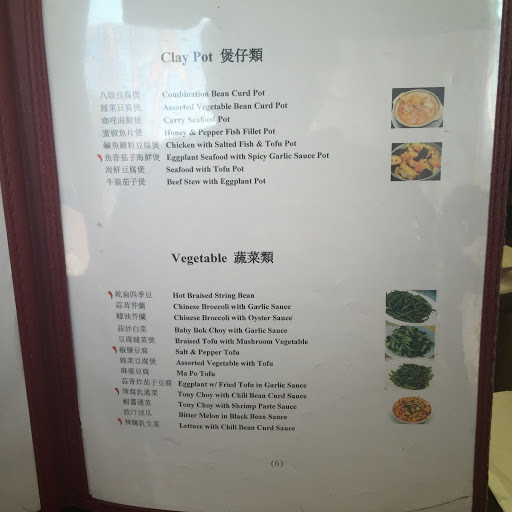 Clay Pot 煲仔類
八珍豆腐煲 Combination Bean Curd Pot
雜菜豆腐煲 Assorted Vegetable Bean Curd Pot
咖哩海鮮煲 Curry Seafood Pot
蜜椒魚片煲 Honey & Pepper Fish Fillet Pot
鹹魚雞粒豆腐煲 Chicken with Salted Fish & Tofu Pot
魚香茄子海鮮煲 Eggplant Seafood with Spicy Garlic Sauce Pot
海鮮豆腐煲 Seafood with Tofu Pot
牛腩茄子煲 Beef Stew with Eggplant Pot
Vegetable 蔬菜類
乾扁四季豆 Hot Braised String Bean
蒜茸芥蘭 Chinese Broccoli with Garlic Sauce
蠔油芥蘭 Chinese Broccoli with Oyster Sauce
蒜炒白菜 Baby Bok Choy with Garlic Sauce
豆腐雜菜煲 Braised Tofu with Mushroom Vegetable
椒鹽豆腐 Salt & Pepper Tofu
雜菜豆腐 Assorted Vegetable with Tofu
麻婆豆腐 Ma Po Tofu
蒜香炸茄子豆腐 Eggplant w/ Fried Tofu in Garlic Sauce
辣腐乳通菜 Tony Choy with Chili Bean Curd Sauce
蝦醬通菜 Tony Choy with Shrimp Paste Sauce
豉汁涼瓜 Bitter Melon in Black Bean Sauce
辣腐乳生菜 Lettuce with Chili Bean Curd Sauce
(6)